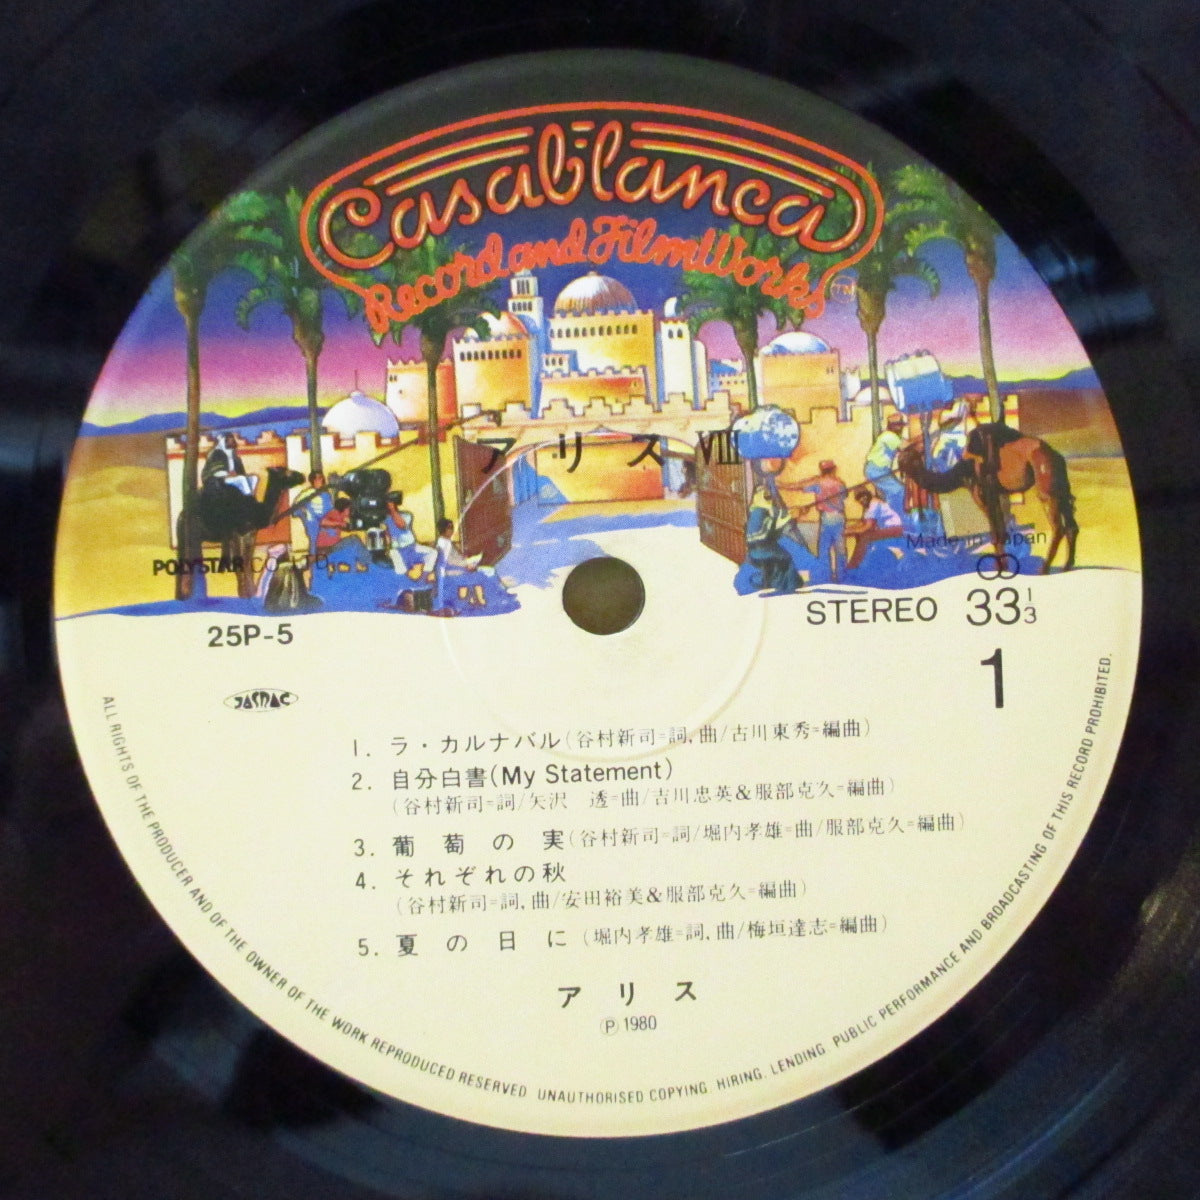 Casablanca
Record and FilmWorks
アリス VIII
POLYSTAR CO., LTD.
Made in Japan
25P-5
STEREO 33 1/3
1
JASRAC
1. ラ・カルナバル(谷村新司=詞,曲/古川東秀=編曲)
2. 自分白書(My Statement)
(谷村新司=詞/矢沢 透=曲/吉川忠英&服部克久=編曲)
3. 葡萄の実(谷村新司=詞/堀内孝雄=曲/服部克久=編曲)
4. それぞれの秋
(谷村新司=詞,曲/安田裕美&服部克久=編曲)
5. 夏の日に(堀内孝雄=詞,曲/梅垣達志=編曲)
アリス
Ⓟ 1980
ALL RIGHTS OF THE PRODUCER AND OF THE OWNER OF THE WORK REPRODUCED RESERVED. UNAUTHORISED COPYING. HIRING. LENDING. PUBLIC PERFORMANCE AND BROADCASTING OF THIS RECORD PROHIBITED.